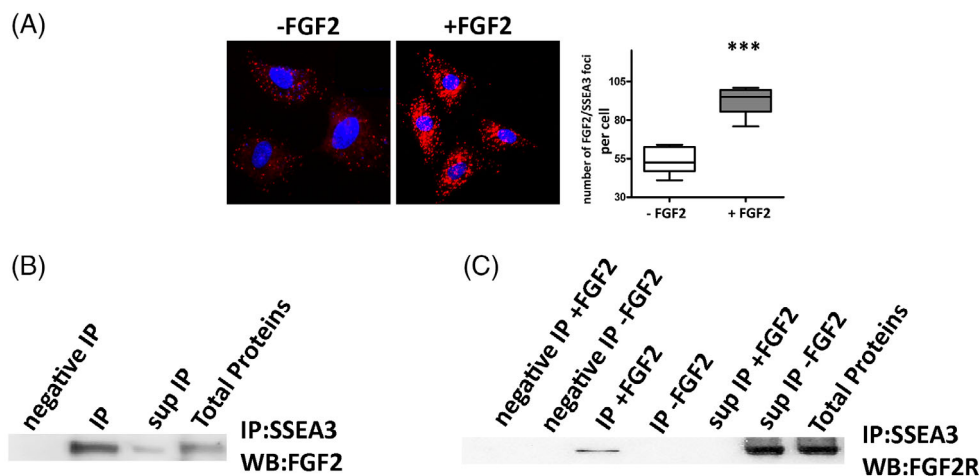 (A)
-FGF2
+FGF2
***
number of FGF2/SSEA3 foci
per cell
105
80
55
30
- FGF2
+ FGF2
(B)
negative IP
IP
sup IP
Total Proteins
IP:SSEA3
WB:FGF2
(C)
negative IP +FGF2
negative IP -FGF2
IP +FGF2
IP -FGF2
sup IP +FGF2
sup IP -FGF2
Total Proteins
IP:SSEA3
WB:FGF2R